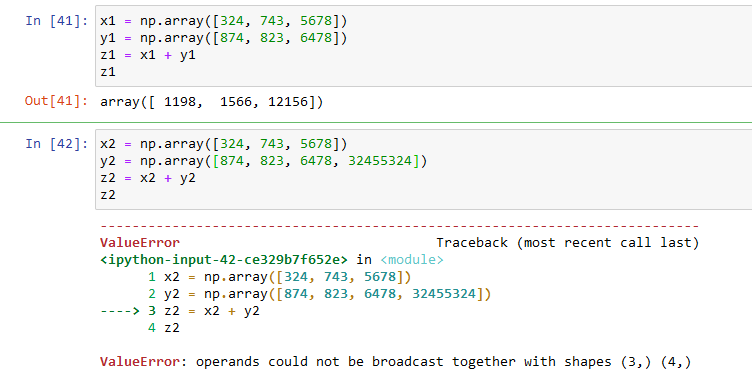 In [41]: x1 = np.array([324, 743, 5678])
y1 = np.array([874, 823, 6478])
z1 = x1 + y1
z1
Out[41]: array([ 1198,  1566, 12156])
In [42]: x2 = np.array([324, 743, 5678])
y2 = np.array([874, 823, 6478, 32455324])
z2 = x2 + y2
z2
---------------------------------------------------------------------------
ValueError                                Traceback (most recent call last)
<ipython-input-42-ce329b7f652e> in <module>
      1 x2 = np.array([324, 743, 5678])
      2 y2 = np.array([874, 823, 6478, 32455324])
----> 3 z2 = x2 + y2
      4 z2
ValueError: operands could not be broadcast together with shapes (3,) (4,)